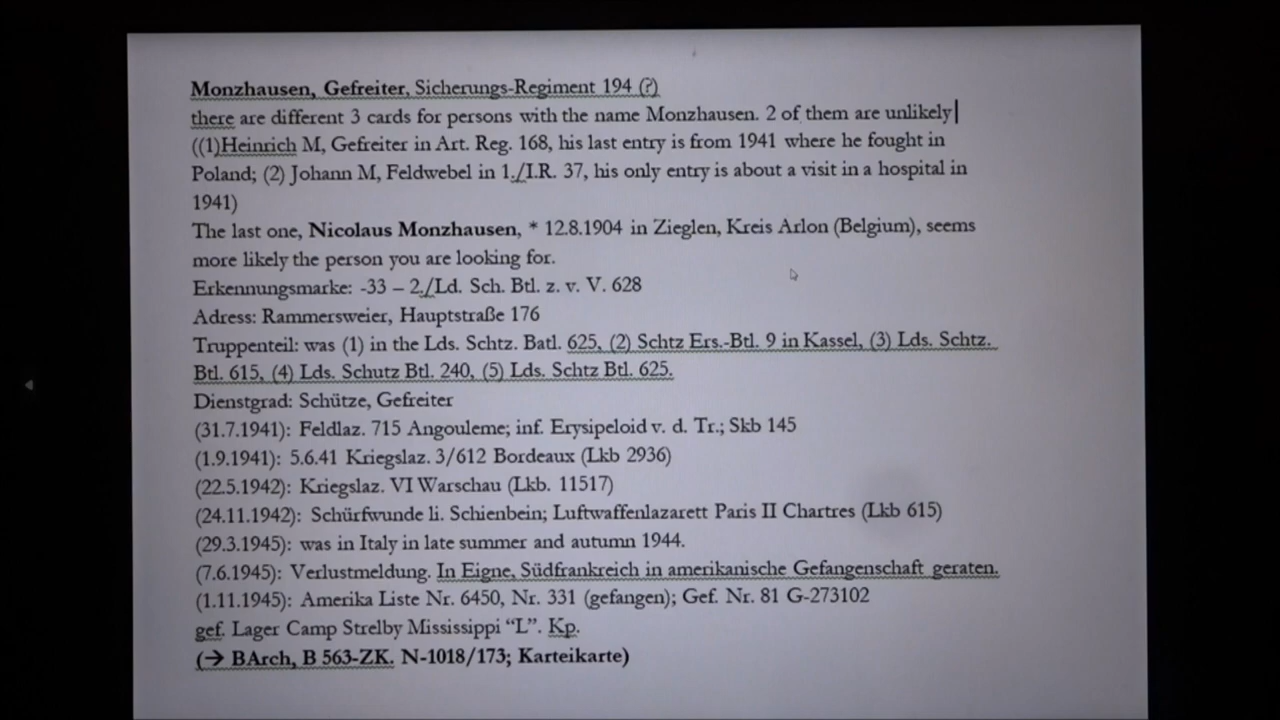 Monzhausen, Gefreiter, Sicherungs-Regiment 194 (?)
there are different 3 cards for persons with the name Monzhausen. 2 of them are unlikely
((1)Heinrich M, Gefreiter in Art. Reg. 168, his last entry is from 1941 where he fought in
Poland; (2) Johann M, Feldwebel in 1./I.R. 37, his only entry is about a visit in a hospital in
1941)
The last one, Nicolaus Monzhausen, * 12.8.1904 in Zieglen, Kreis Arlon (Belgium), seems
more likely the person you are looking for.
Erkennungsmarke: -33 – 2./Ld. Sch. Btl. z. v. V. 628
Adress: Rammersweier, Hauptstraße 176
Truppenteil: was (1) in the Lds. Schtz. Batl. 625, (2) Schtz Ers.-Btl. 9 in Kassel, (3) Lds. Schtz.
Btl. 615, (4) Lds. Schutz Btl. 240, (5) Lds. Schtz Btl. 625.
Dienstgrad: Schütze, Gefreiter
(31.7.1941): Feldlaz. 715 Angouleme; inf. Erysipeloid v. d. Tr.; Skb 145
(1.9.1941): 5.6.41 Kriegslaz. 3/612 Bordeaux (Lkb 2936)
(22.5.1942): Kriegslaz. VI Warschau (Lkb. 11517)
(24.11.1942): Schürfwunde li. Schienbein; Luftwaffenlazarett Paris II Chartres (Lkb 615)
(29.3.1945): was in Italy in late summer and autumn 1944.
(7.6.1945): Verlustmeldung. In Eigne, Südfrankreich in amerikanische Gefangenschaft geraten.
(1.11.1945): Amerika Liste Nr. 6450, Nr. 331 (gefangen); Gef. Nr. 81 G-273102
gef. Lager Camp Strelby Mississippi “L”. Kp.
(→ BArch, B 563-ZK. N-1018/173; Karteikarte)